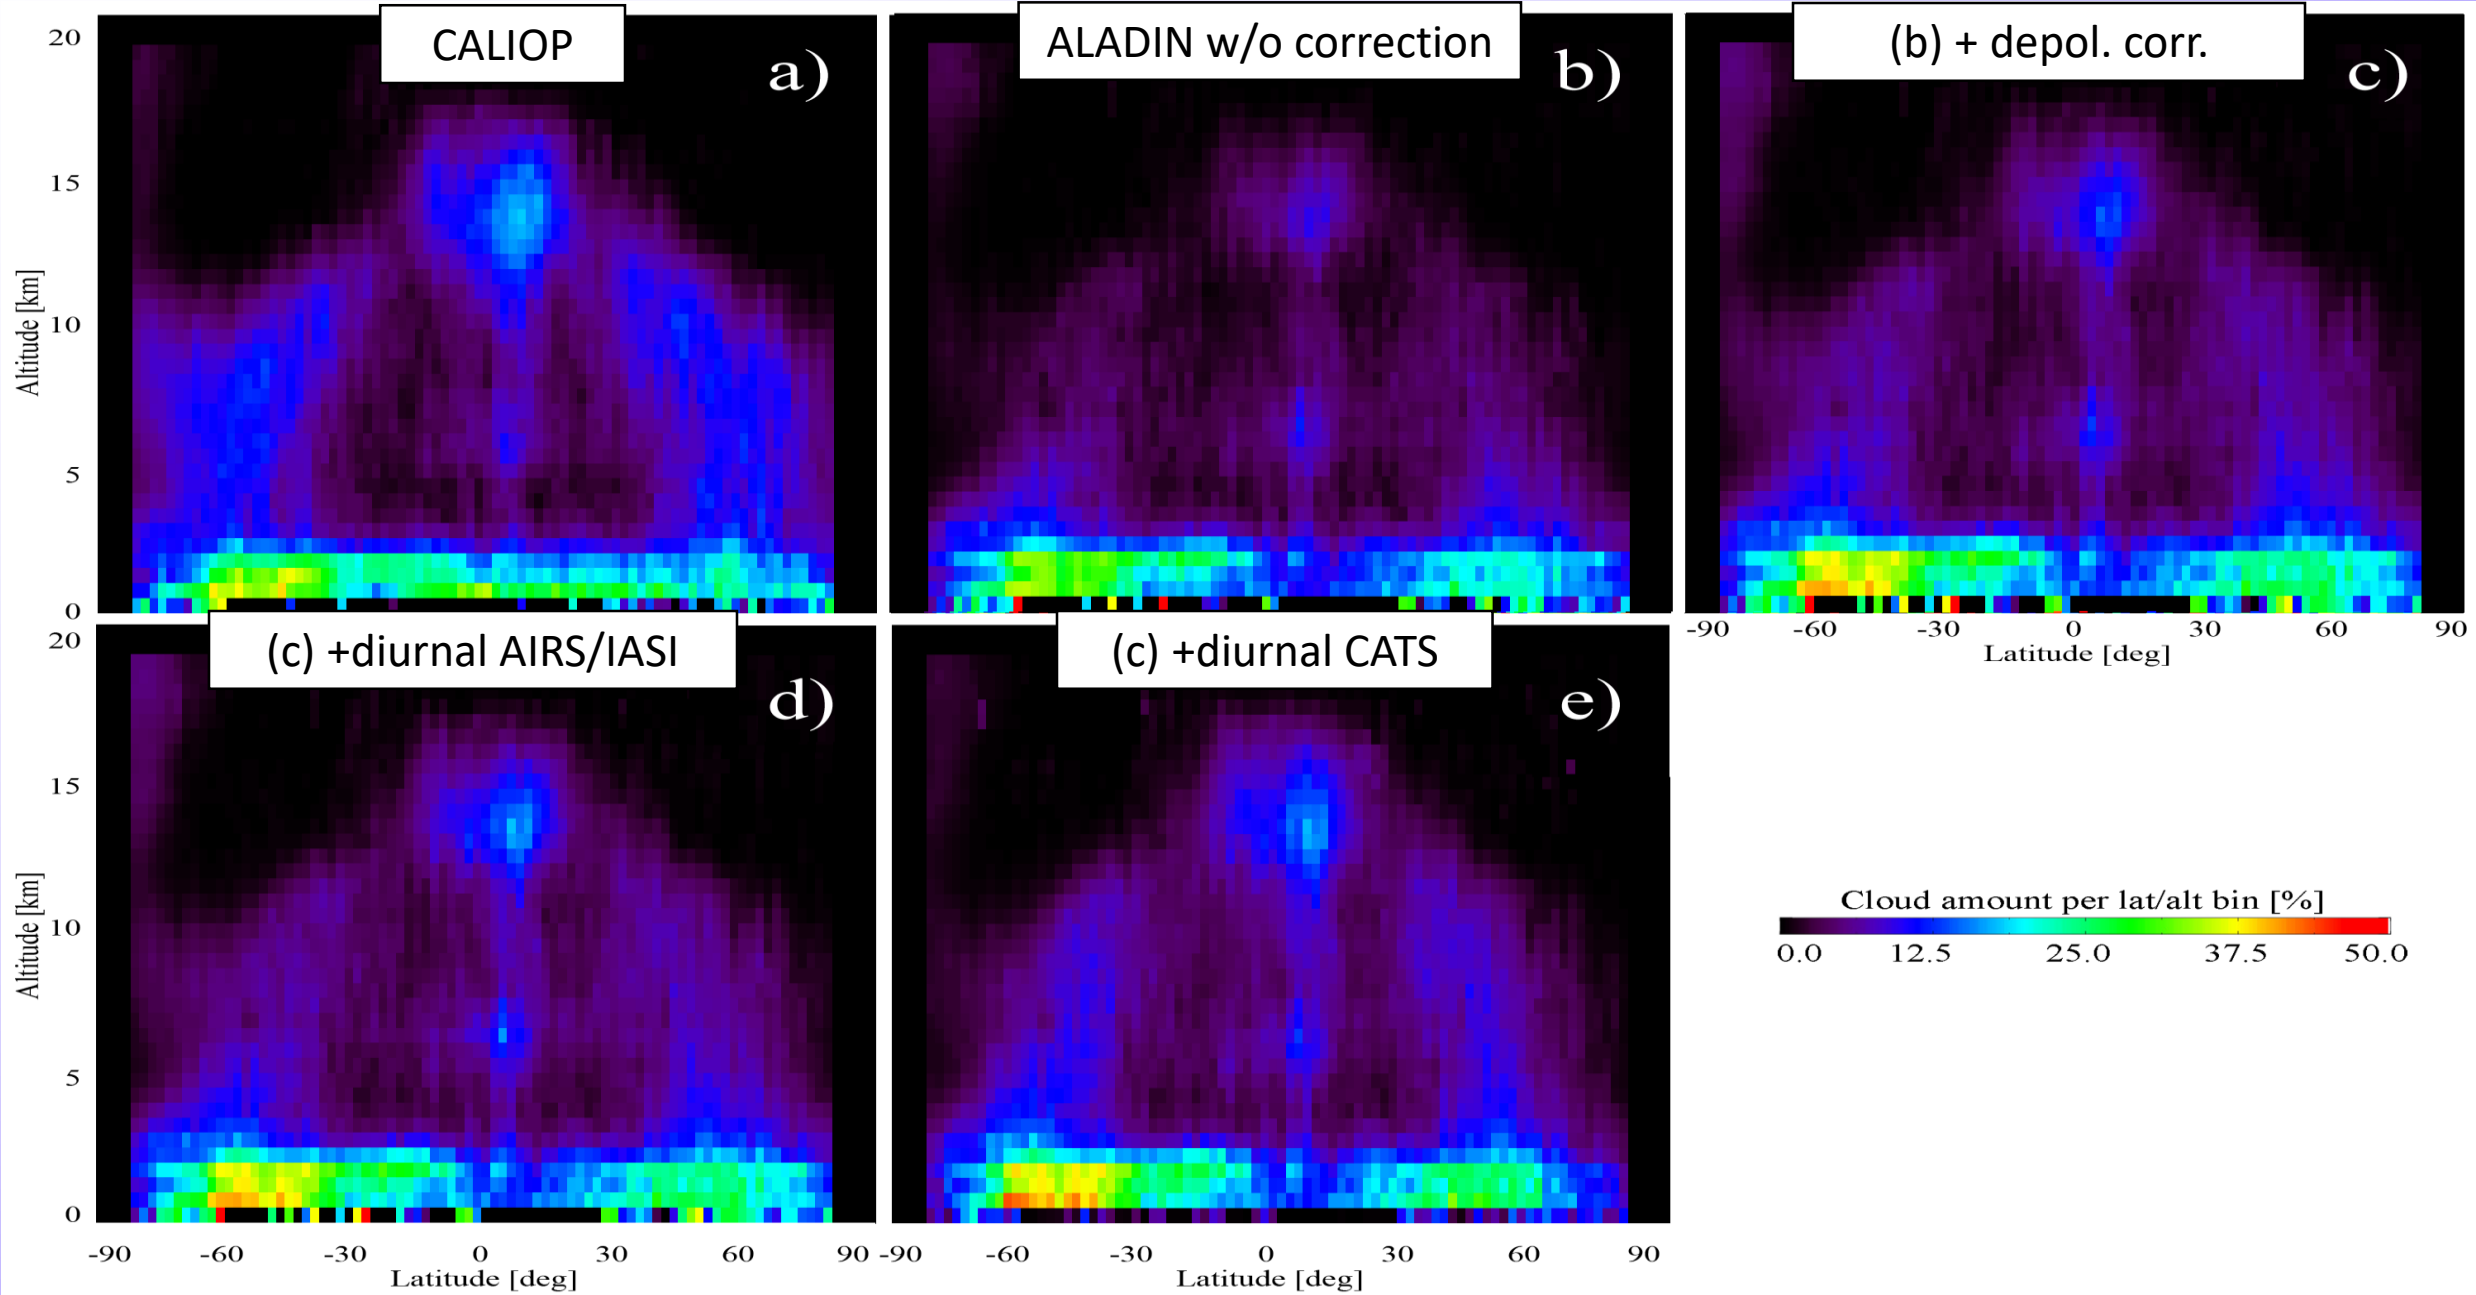 CALIOP
a)
ALADIN w/o correction
b)
(b) + depol. corr.
c)
20
15
10
5
0
Altitude [km]
-90 -60 -30 0 30 60 90
Latitude [deg]
(c) +diurnal AIRS/IASI
d)
(c) +diurnal CATS
e)
20
15
10
5
0
Altitude [km]
-90 -60 -30 0 30 60 90
Latitude [deg]
-90 -60 -30 0 30 60 90
Latitude [deg]
Cloud amount per lat/alt bin [%]
0.0 12.5 25.0 37.5 50.0